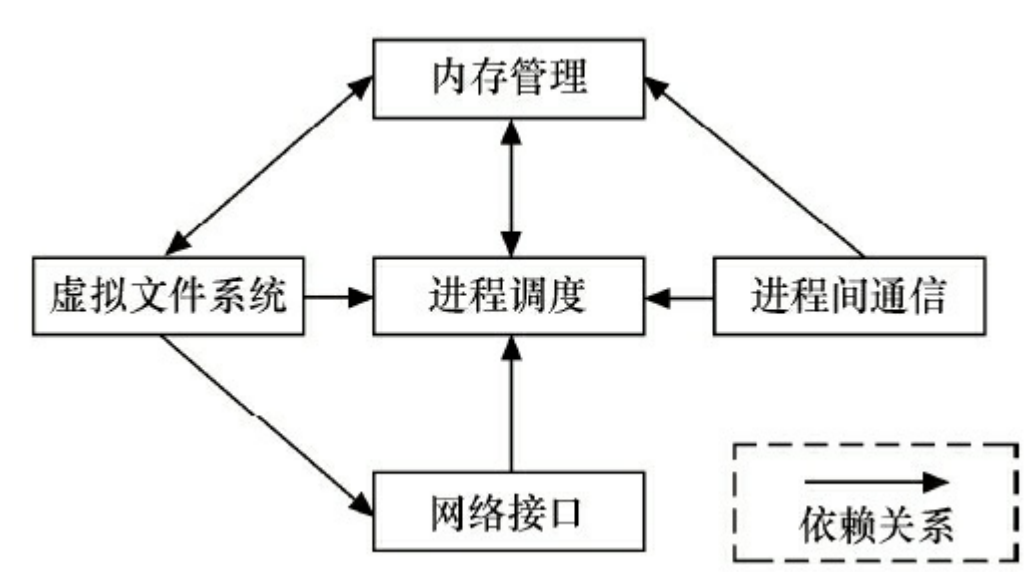 内存管理
虚拟文件系统
进程调度
进程间通信
网络接口
依赖关系